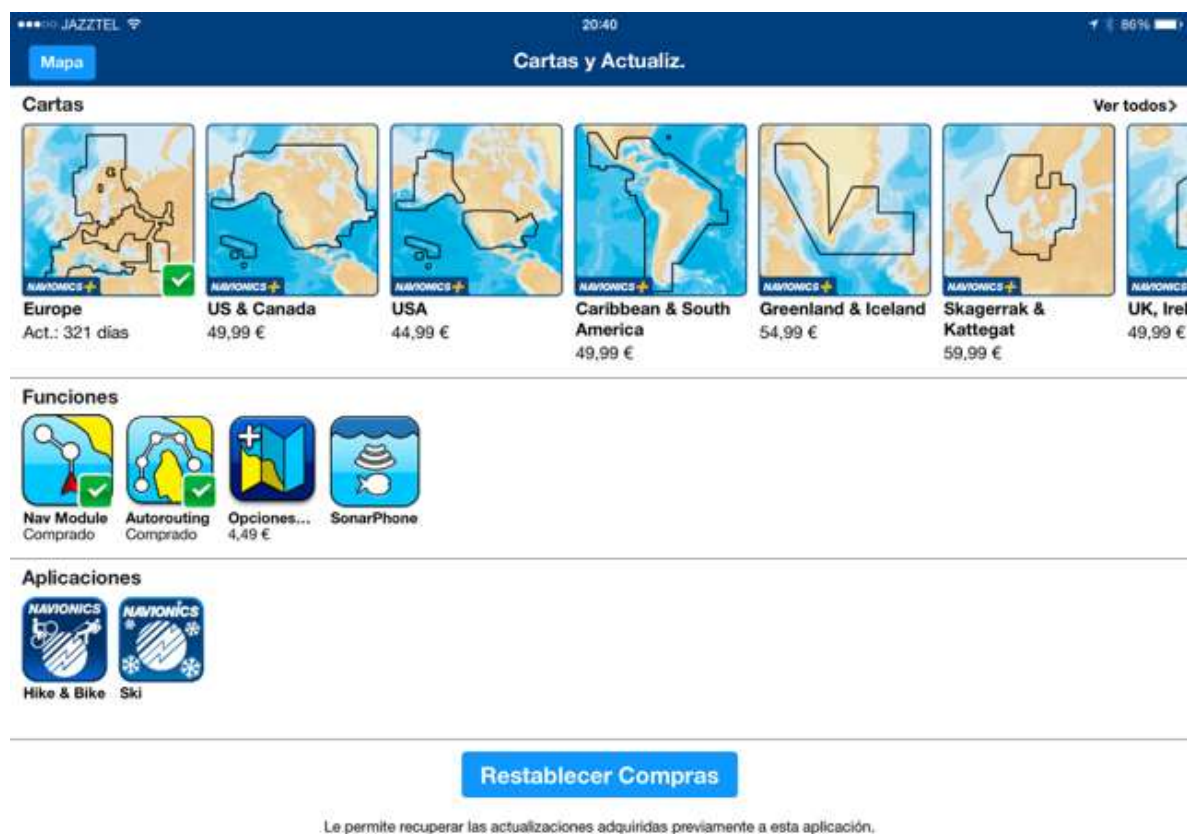 JAZZTEL 20:40 86%
Mapa Cartas y Actualiz.
Cartas Ver todos>
NAVIONICS+ NAVIONICS+ NAVIONICS+ NAVIONICS+ NAVIONICS+ NAVIONICS+ NAVIONICS
Europe
Act.: 321 días
US & Canada
49,99 €
USA
44,99 €
Caribbean & South
America
49,99 €
Greenland & Iceland
54,99 €
Skagerrak &
Kattegat
59,99 €
UK, Irel
49,99 €
Funciones
Nav Module
Comprado
Autorouting
Comprado
Opciones...
4,49 €
SonarPhone
Aplicaciones
NAVIONICS NAVIONICS
Hike & Bike Ski
Restablecer Compras
Le permite recuperar las actualizaciones adquiridas previamente a esta aplicación.